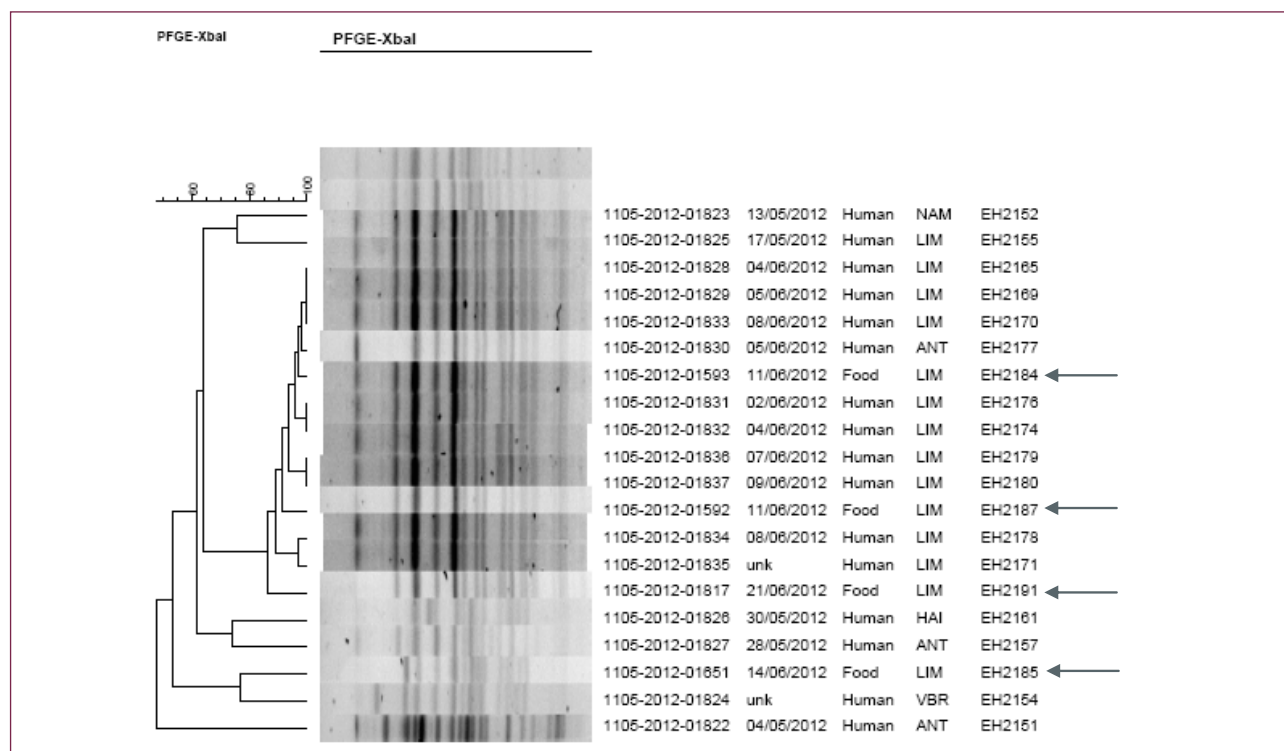 PFGE-XbaI PFGE-XbaI
60 80 100
1105-2012-01823 13/05/2012 Human NAM EH2152
1105-2012-01825 17/05/2012 Human LIM EH2155
1105-2012-01828 04/06/2012 Human LIM EH2165
1105-2012-01829 05/06/2012 Human LIM EH2169
1105-2012-01833 08/06/2012 Human LIM EH2170
1105-2012-01830 05/06/2012 Human ANT EH2177
1105-2012-01593 11/06/2012 Food LIM EH2184
1105-2012-01831 02/06/2012 Human LIM EH2176
1105-2012-01832 04/06/2012 Human LIM EH2174
1105-2012-01836 07/06/2012 Human LIM EH2179
1105-2012-01837 09/06/2012 Human LIM EH2180
1105-2012-01592 11/06/2012 Food LIM EH2187
1105-2012-01834 08/06/2012 Human LIM EH2178
1105-2012-01835 unk Human LIM EH2171
1105-2012-01817 21/06/2012 Food LIM EH2191
1105-2012-01826 30/05/2012 Human HAI EH2161
1105-2012-01827 28/05/2012 Human ANT EH2157
1105-2012-01651 14/06/2012 Food LIM EH2185
1105-2012-01824 unk Human VBR EH2154
1105-2012-01822 04/05/2012 Human ANT EH2151